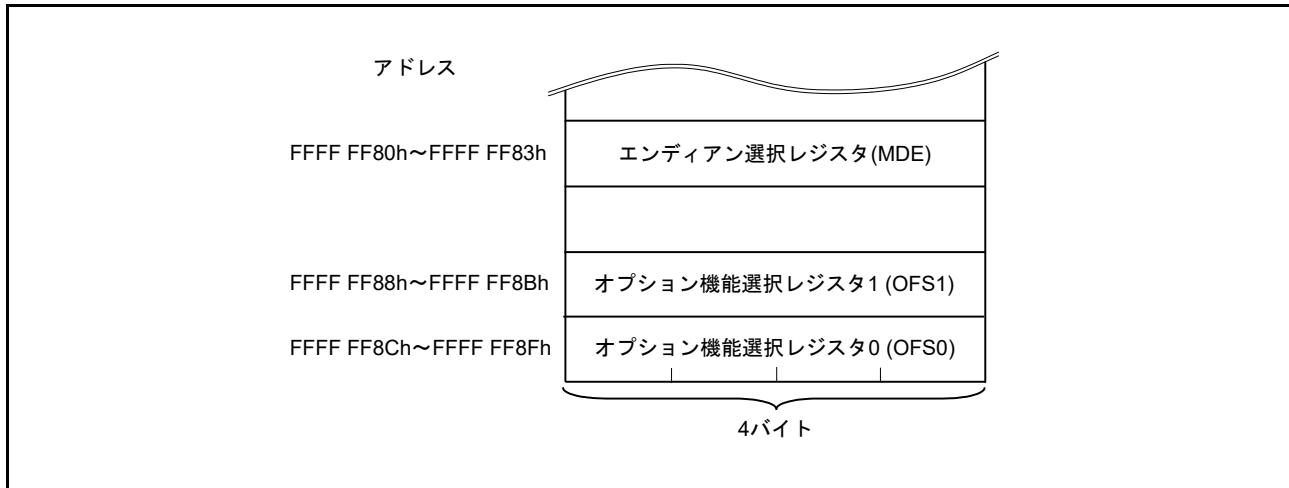 アドレス
FFFF FF80h～FFFF FF83h エンディアン選択レジスタ(MDE)
FFFF FF88h～FFFF FF8Bh オプション機能選択レジスタ1 (OFS1)
FFFF FF8Ch～FFFF FF8Fh オプション機能選択レジスタ0 (OFS0)
4バイト